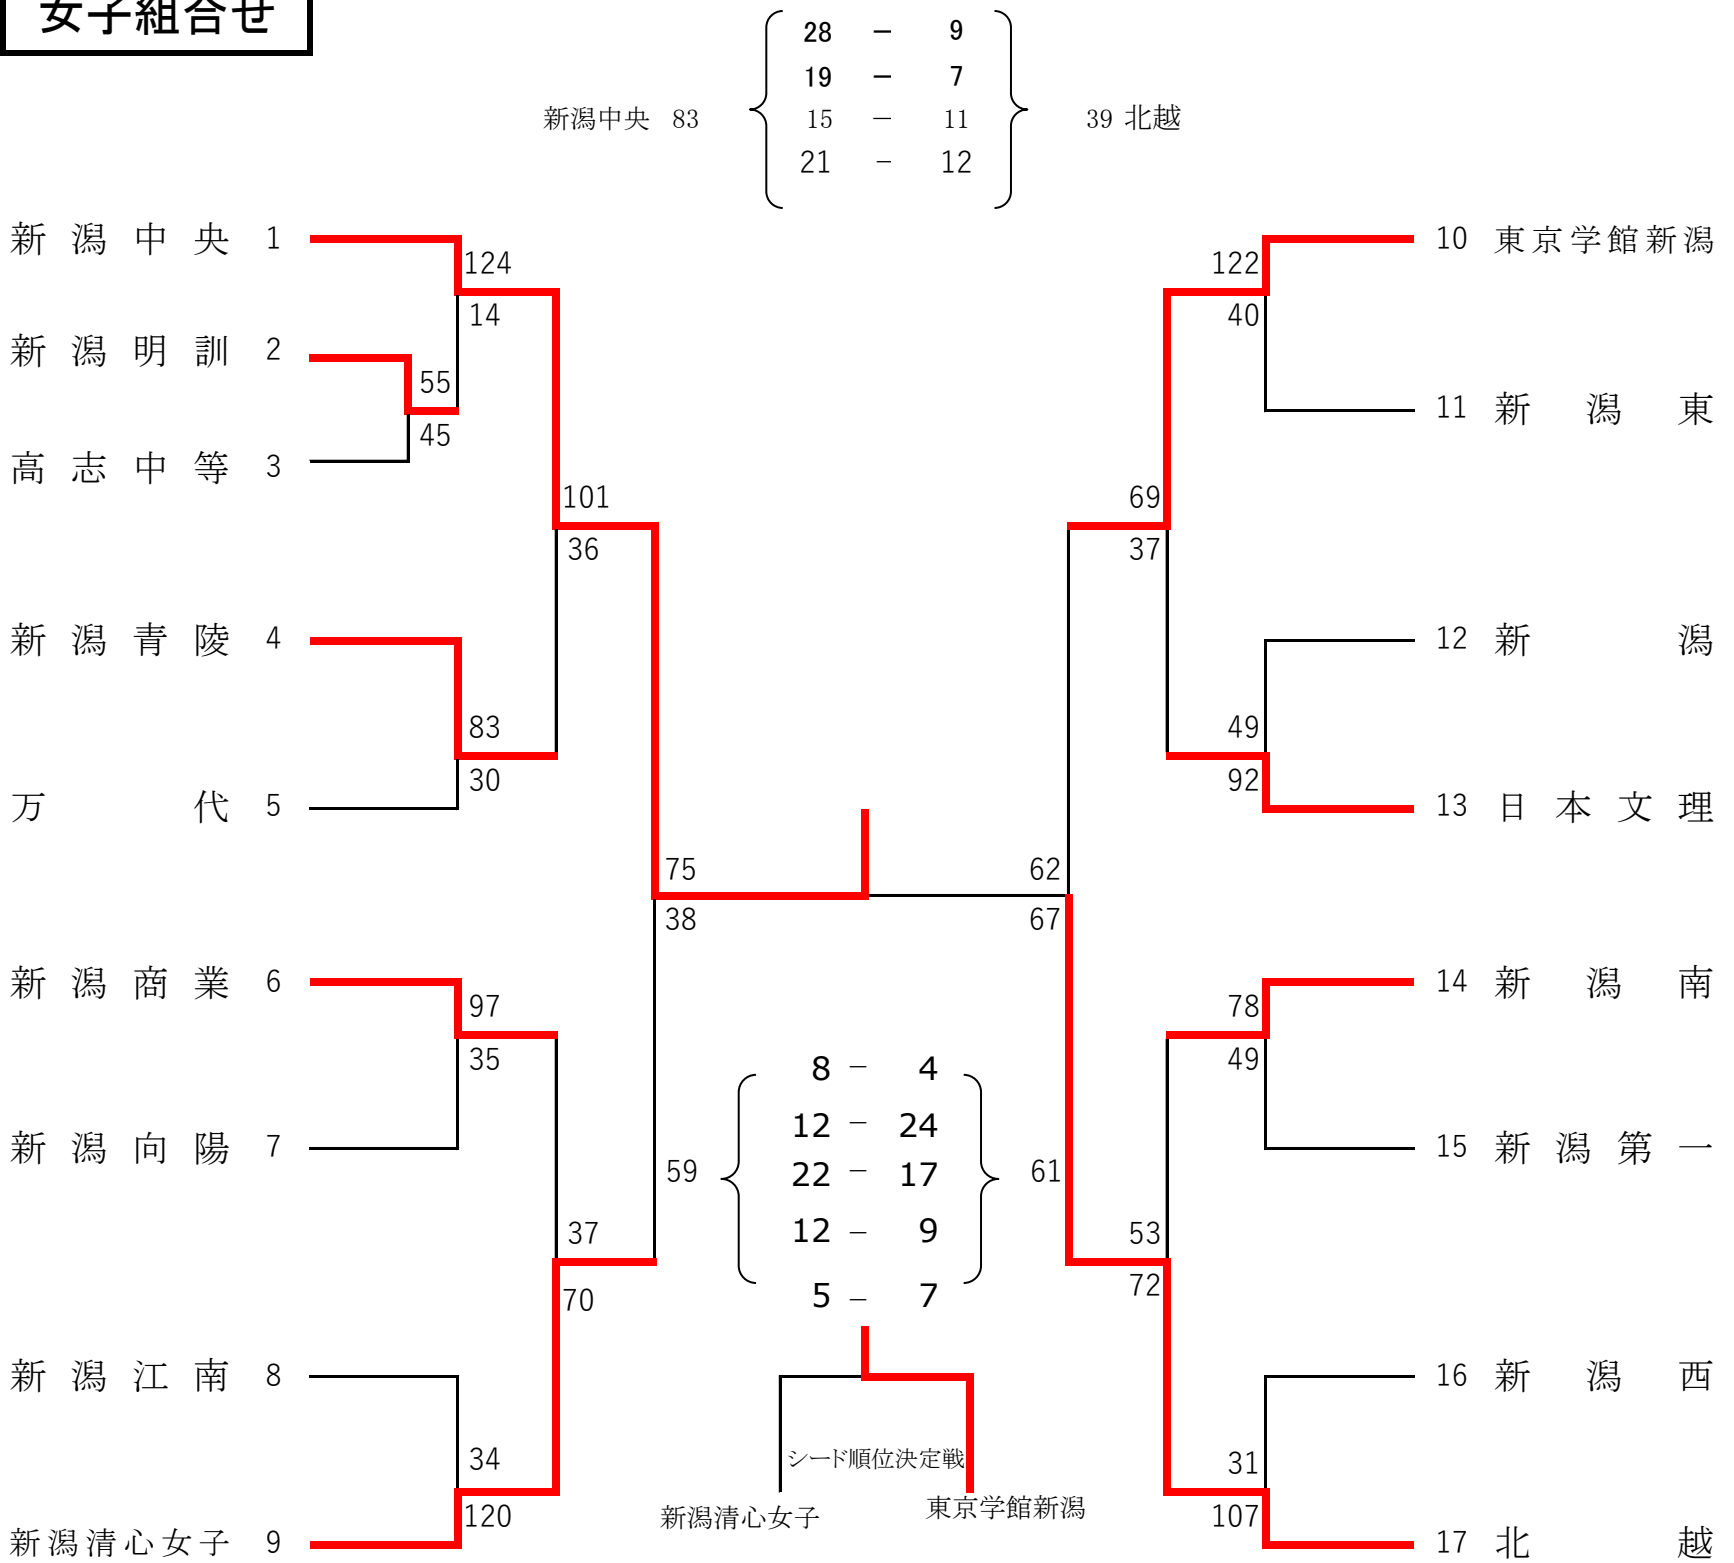 女子組合せ
28 － 9
19 － 7
新潟中央 83 15 － 11 39 北越
21 － 12
新潟中央 1 124 122 10 東京学館新潟
14 40
新潟明訓 2 55 11 新潟東
高志中等 3 45
101 69
36 37
新潟青陵 4 12 新潟
83 49
30 92
万代 5 13 日本文理
75 62
38 67
新潟商業 6 97 78 14 新潟南
35 49
8 － 4
12 － 24
新潟向陽 7 15 新潟第一
59 22 － 17 61
12 － 9
37 53
70 72
5 － 7
新潟江南 8 16 新潟西
34 31
シード順位決定戦
120 107
新潟清心女子 東京学館新潟
新潟清心女子 9 17 北越